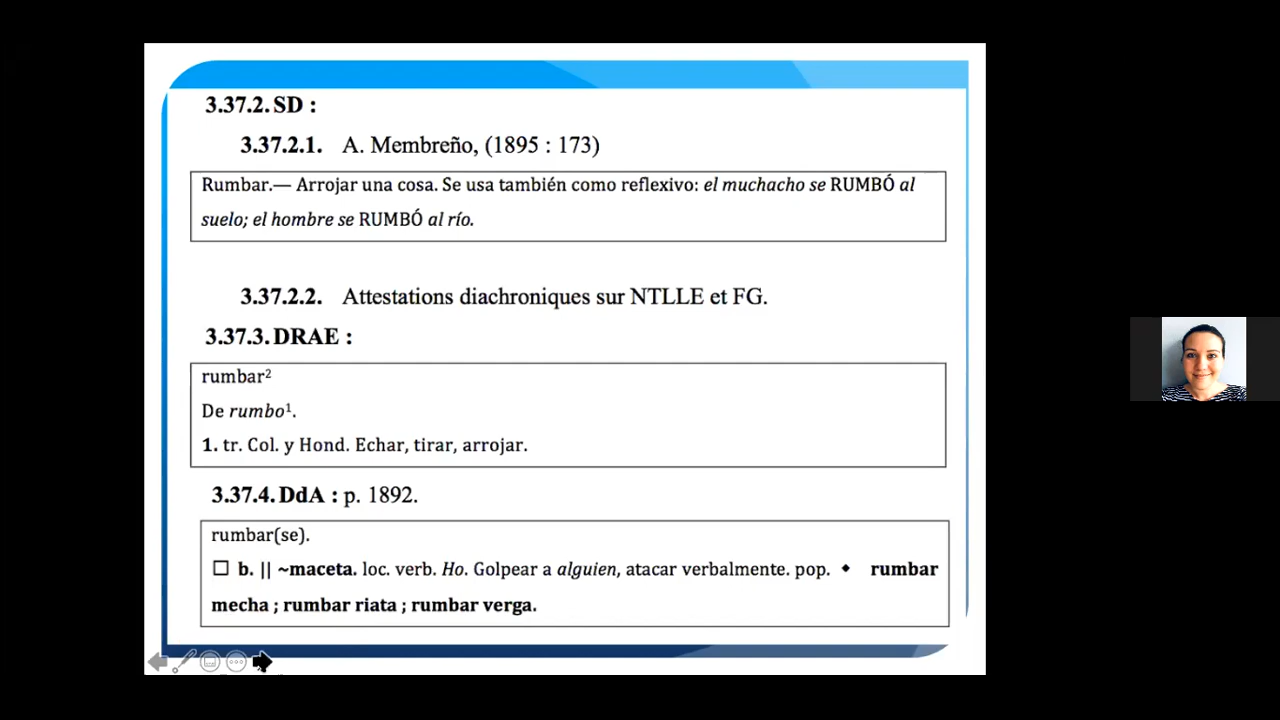 3.37.2. SD :
3.37.2.1. A. Membreño, (1895 : 173)
Rumbar.— Arrojar una cosa. Se usa también como reflexivo: el muchacho se RUMBÓ al
suelo; el hombre se RUMBÓ al río.
3.37.2.2. Attestations diachroniques sur NTLLE et FG.
3.37.3. DRAE :
rumbar²
De rumbo¹.
1. tr. Col. y Hond. Echar, tirar, arrojar.
3.37.4. DdA : p. 1892.
rumbar(se).
☐ b. || ~maceta. loc. verb. Ho. Golpear a alguien, atacar verbalmente. pop. ◆ rumbar
mecha ; rumbar riata ; rumbar verga.